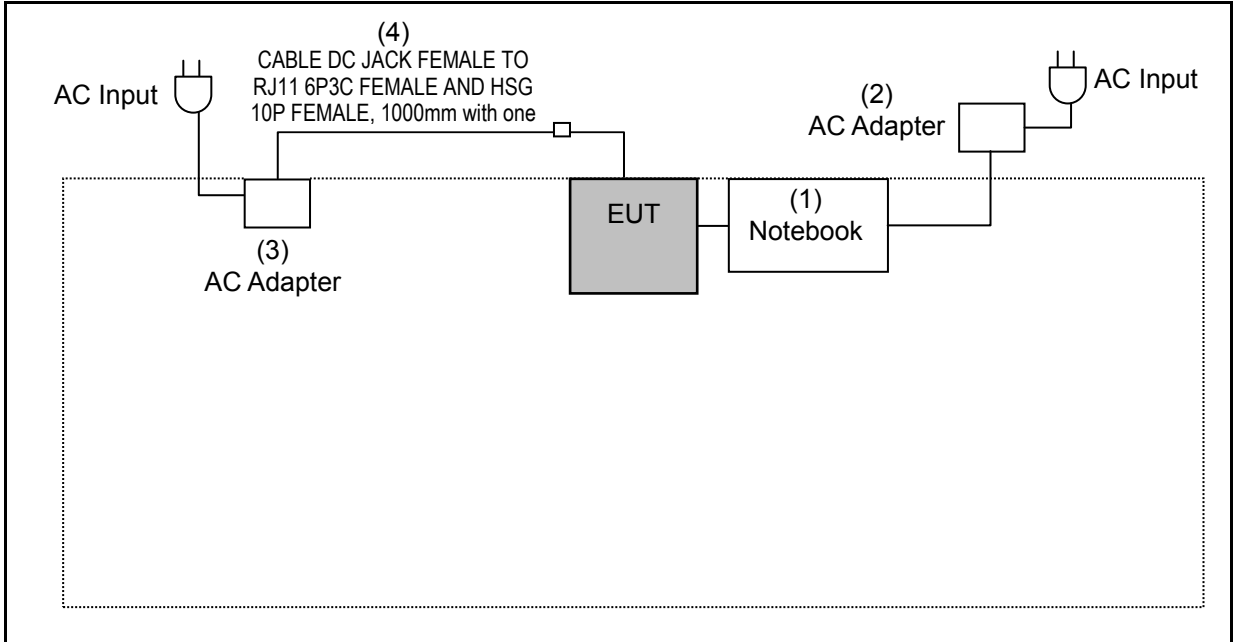 (4)
CABLE DC JACK FEMALE TO
RJ11 6P3C FEMALE AND HSG
10P FEMALE, 1000mm with one
AC Input
(2)
AC Adapter
AC Input
EUT
(1)
Notebook
(3)
AC Adapter